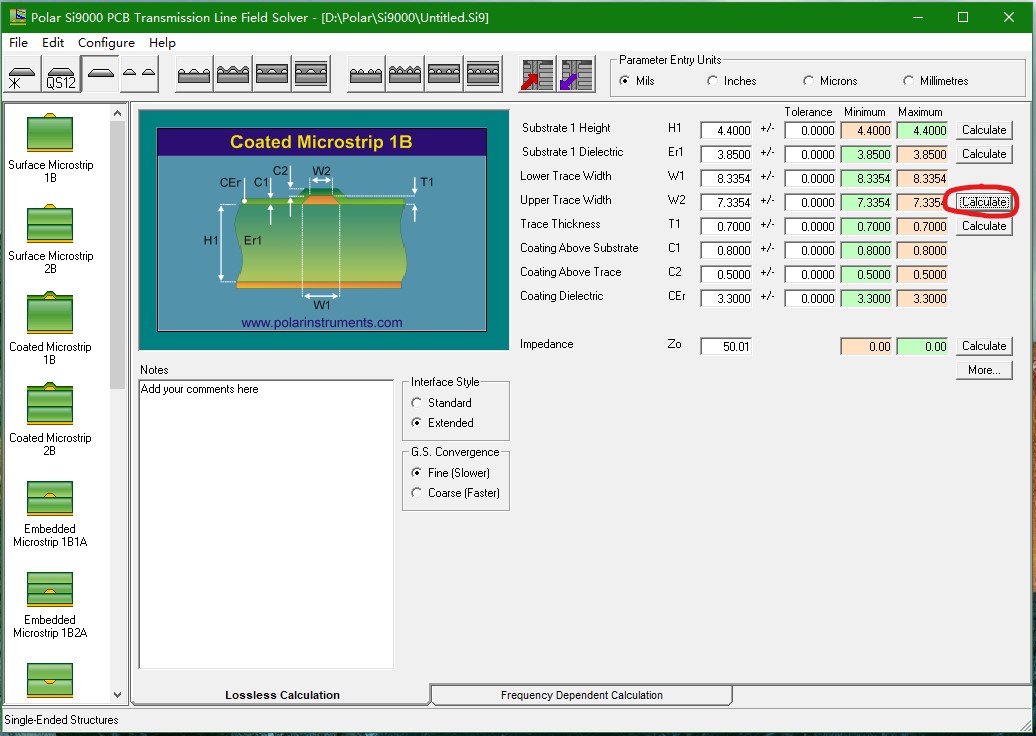 Polar Si9000 PCB Transmission Line Field Solver - [D:\Polar\Si9000\Untitled.Si9]
File Edit Configure Help
QS12
Parameter Entry Units
Mils Inches Microns Millimetres
Surface Microstrip
1B
Surface Microstrip
2B
Coated Microstrip
1B
Coated Microstrip
2B
Embedded
Microstrip 1B1A
Embedded
Microstrip 1B2A
Coated Microstrip 1B
CEr C1 C2 W2 T1
H1 Er1
W1
www.polarinstruments.com
Tolerance Minimum Maximum
Substrate 1 Height H1 4.4000 +/- 0.0000 4.4000 4.4000 Calculate
Substrate 1 Dielectric Er1 3.8500 +/- 0.0000 3.8500 3.8500 Calculate
Lower Trace Width W1 8.3354 +/- 0.0000 8.3354 8.3354
Upper Trace Width W2 7.3354 +/- 0.0000 7.3354 7.3354 Calculate
Trace Thickness T1 0.7000 +/- 0.0000 0.7000 0.7000 Calculate
Coating Above Substrate C1 0.8000 +/- 0.0000 0.8000 0.8000
Coating Above Trace C2 0.5000 +/- 0.0000 0.5000 0.5000
Coating Dielectric CEr 3.3000 +/- 0.0000 3.3000 3.3000
Impedance Zo 50.01 0.00 0.00 Calculate
More...
Notes
Add your comments here
Interface Style
Standard
Extended
G.S. Convergence
Fine (Slower)
Coarse (Faster)
Lossless Calculation Frequency Dependent Calculation
Single-Ended Structures